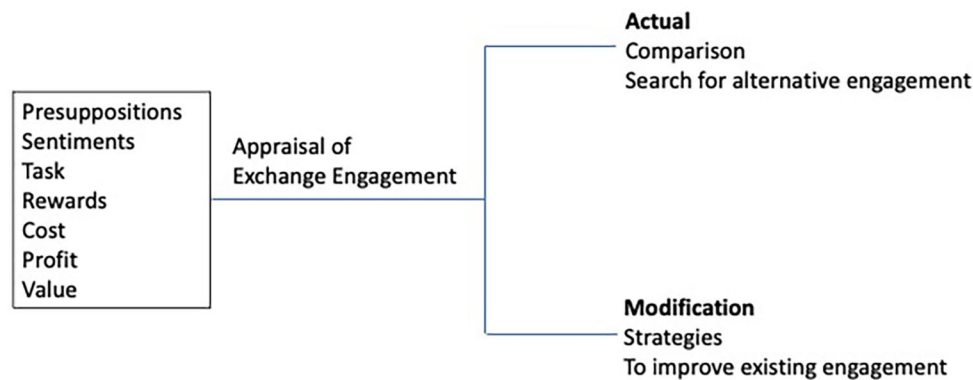 Actual
Comparison
Search for alternative engagement
Presuppositions
Sentiments
Task
Rewards
Cost
Profit
Value
Appraisal of
Exchange Engagement
Modification
Strategies
To improve existing engagement